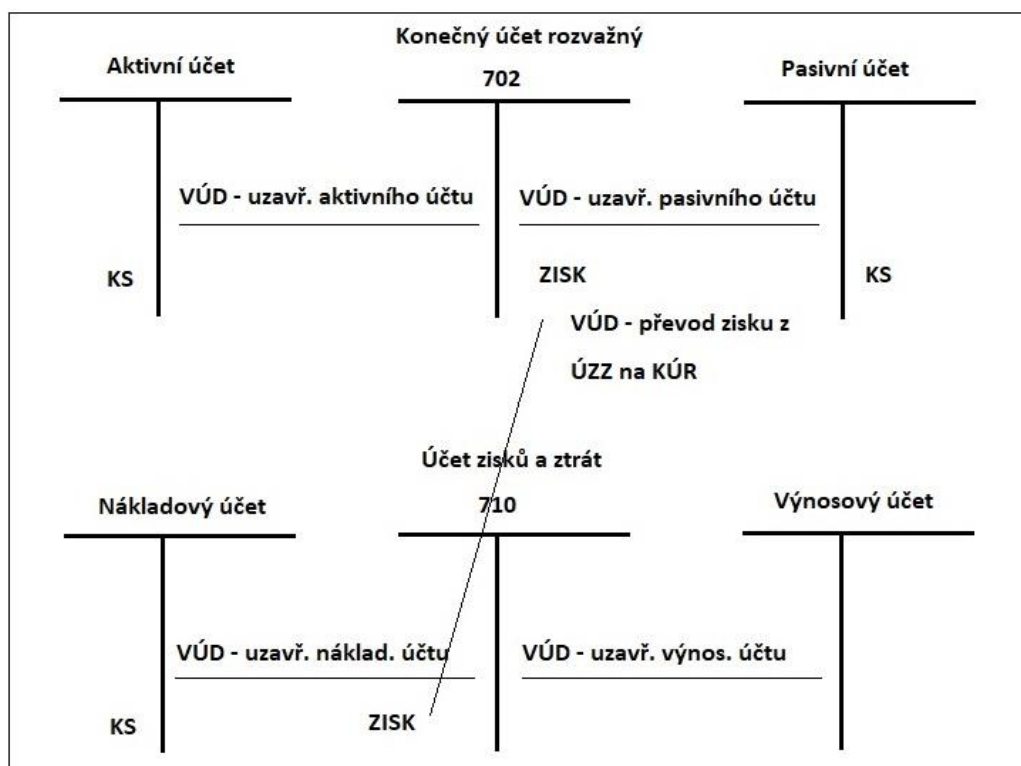 Konečný účet rozvažný
Aktivní účet
702
Pasivní účet
VÚD - uzavř. aktivního účtu
VÚD - uzavř. pasivního účtu
KS
ZISK
KS
VÚD - převod zisku z
ÚZZ na KÚR
Účet zisků a ztrát
Nákladový účet
710
Výnosový účet
VÚD - uzavř. náklad. účtu
VÚD - uzavř. výnos. účtu
KS
ZISK